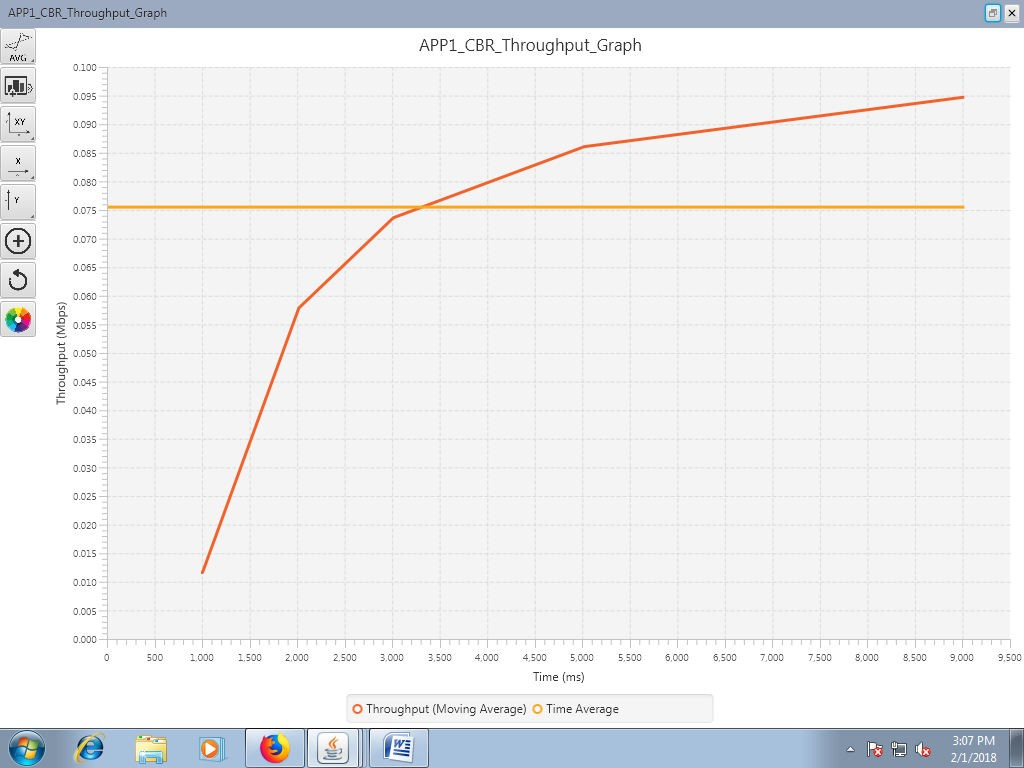 APP1_CBR_Throughput_Graph
APP1_CBR_Throughput_Graph
AVG
XY
X
Y
Throughput (Mbps)
0.100
0.095
0.090
0.085
0.080
0.075
0.070
0.065
0.060
0.055
0.050
0.045
0.040
0.035
0.030
0.025
0.020
0.015
0.010
0.005
0.000
0 500 1,000 1,500 2,000 2,500 3,000 3,500 4,000 4,500 5,000 5,500 6,000 6,500 7,000 7,500 8,000 8,500 9,000 9,500
Time (ms)
Throughput (Moving Average) Time Average
3:07 PM
2/1/2018